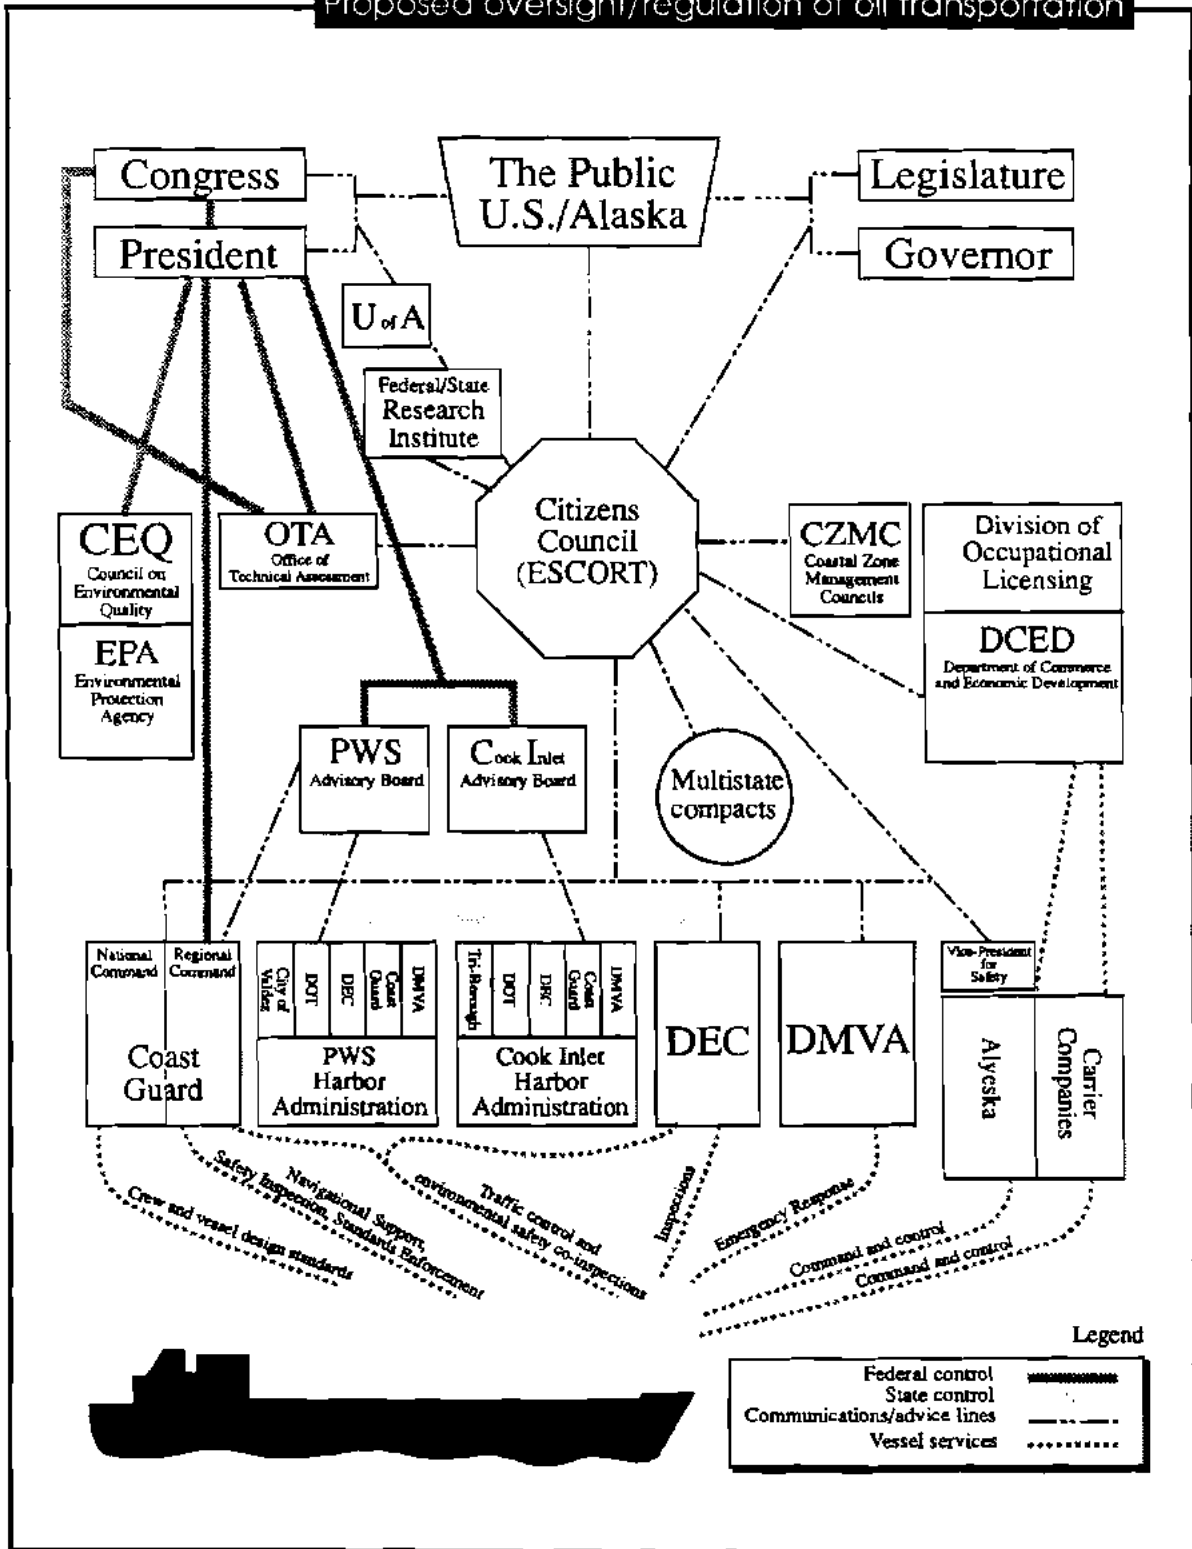 Proposed oversight/regulation of oil transportation
Congress
President
The Public
U.S./Alaska
Legislature
Governor
U of A
Federal/State
Research
Institute
Citizens
Council
(ESCORT)
CEQ
Council on
Environmental
Quality
EPA
Environmental
Protection
Agency
OTA
Office of
Technical Assessment
CZMC
Coastal Zone
Management
Councils
Division of
Occupational
Licensing
DCED
Department of Commerce
and Economic Development
PWS
Advisory Board
Cook Inlet
Advisory Board
Multistate
compacts
National
Command
Regional
Command
Coast
Guard
City of
Valdez
DOT
DEC
Coast
Guard
DMVA
PWS
Harbor
Administration
Tri-Borough
DOT
DEC
Coast
Guard
DMVA
Cook Inlet
Harbor
Administration
DEC
DMVA
Vice-President
for
Safety
Alyeska
Carrier
Companies
Crew and vessel design standards
Navigational Support,
Safety Inspection, Standards Enforcement
Traffic control and
environmental safety co-inspections
Inspections
Emergency Response
Command and control
Command and control
Legend
Federal control
State control
Communications/advice lines
Vessel services